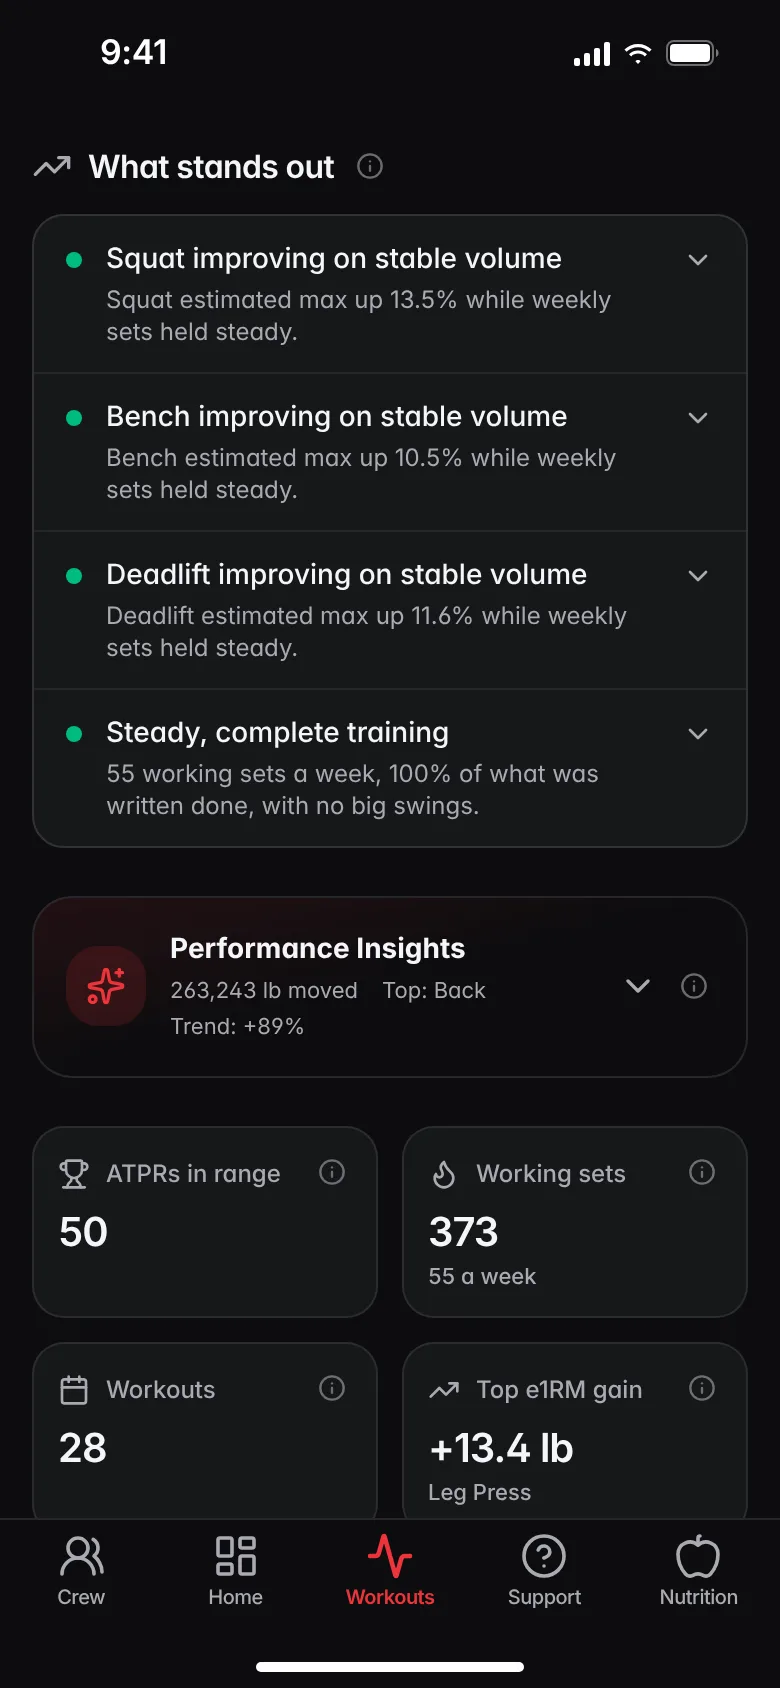 9:41
What stands out
Squat improving on stable volume
Squat estimated max up 13.5% while weekly
sets held steady.
Bench improving on stable volume
Bench estimated max up 10.5% while weekly
sets held steady.
Deadlift improving on stable volume
Deadlift estimated max up 11.6% while weekly
sets held steady.
Steady, complete training
55 working sets a week, 100% of what was
written done, with no big swings.
Performance Insights
263,243 lb moved Top: Back
Trend: +89%
ATPRs in range
50
Working sets
373
55 a week
Workouts
28
Top e1RM gain
+13.4 lb
Leg Press
Crew Home Workouts Support Nutrition